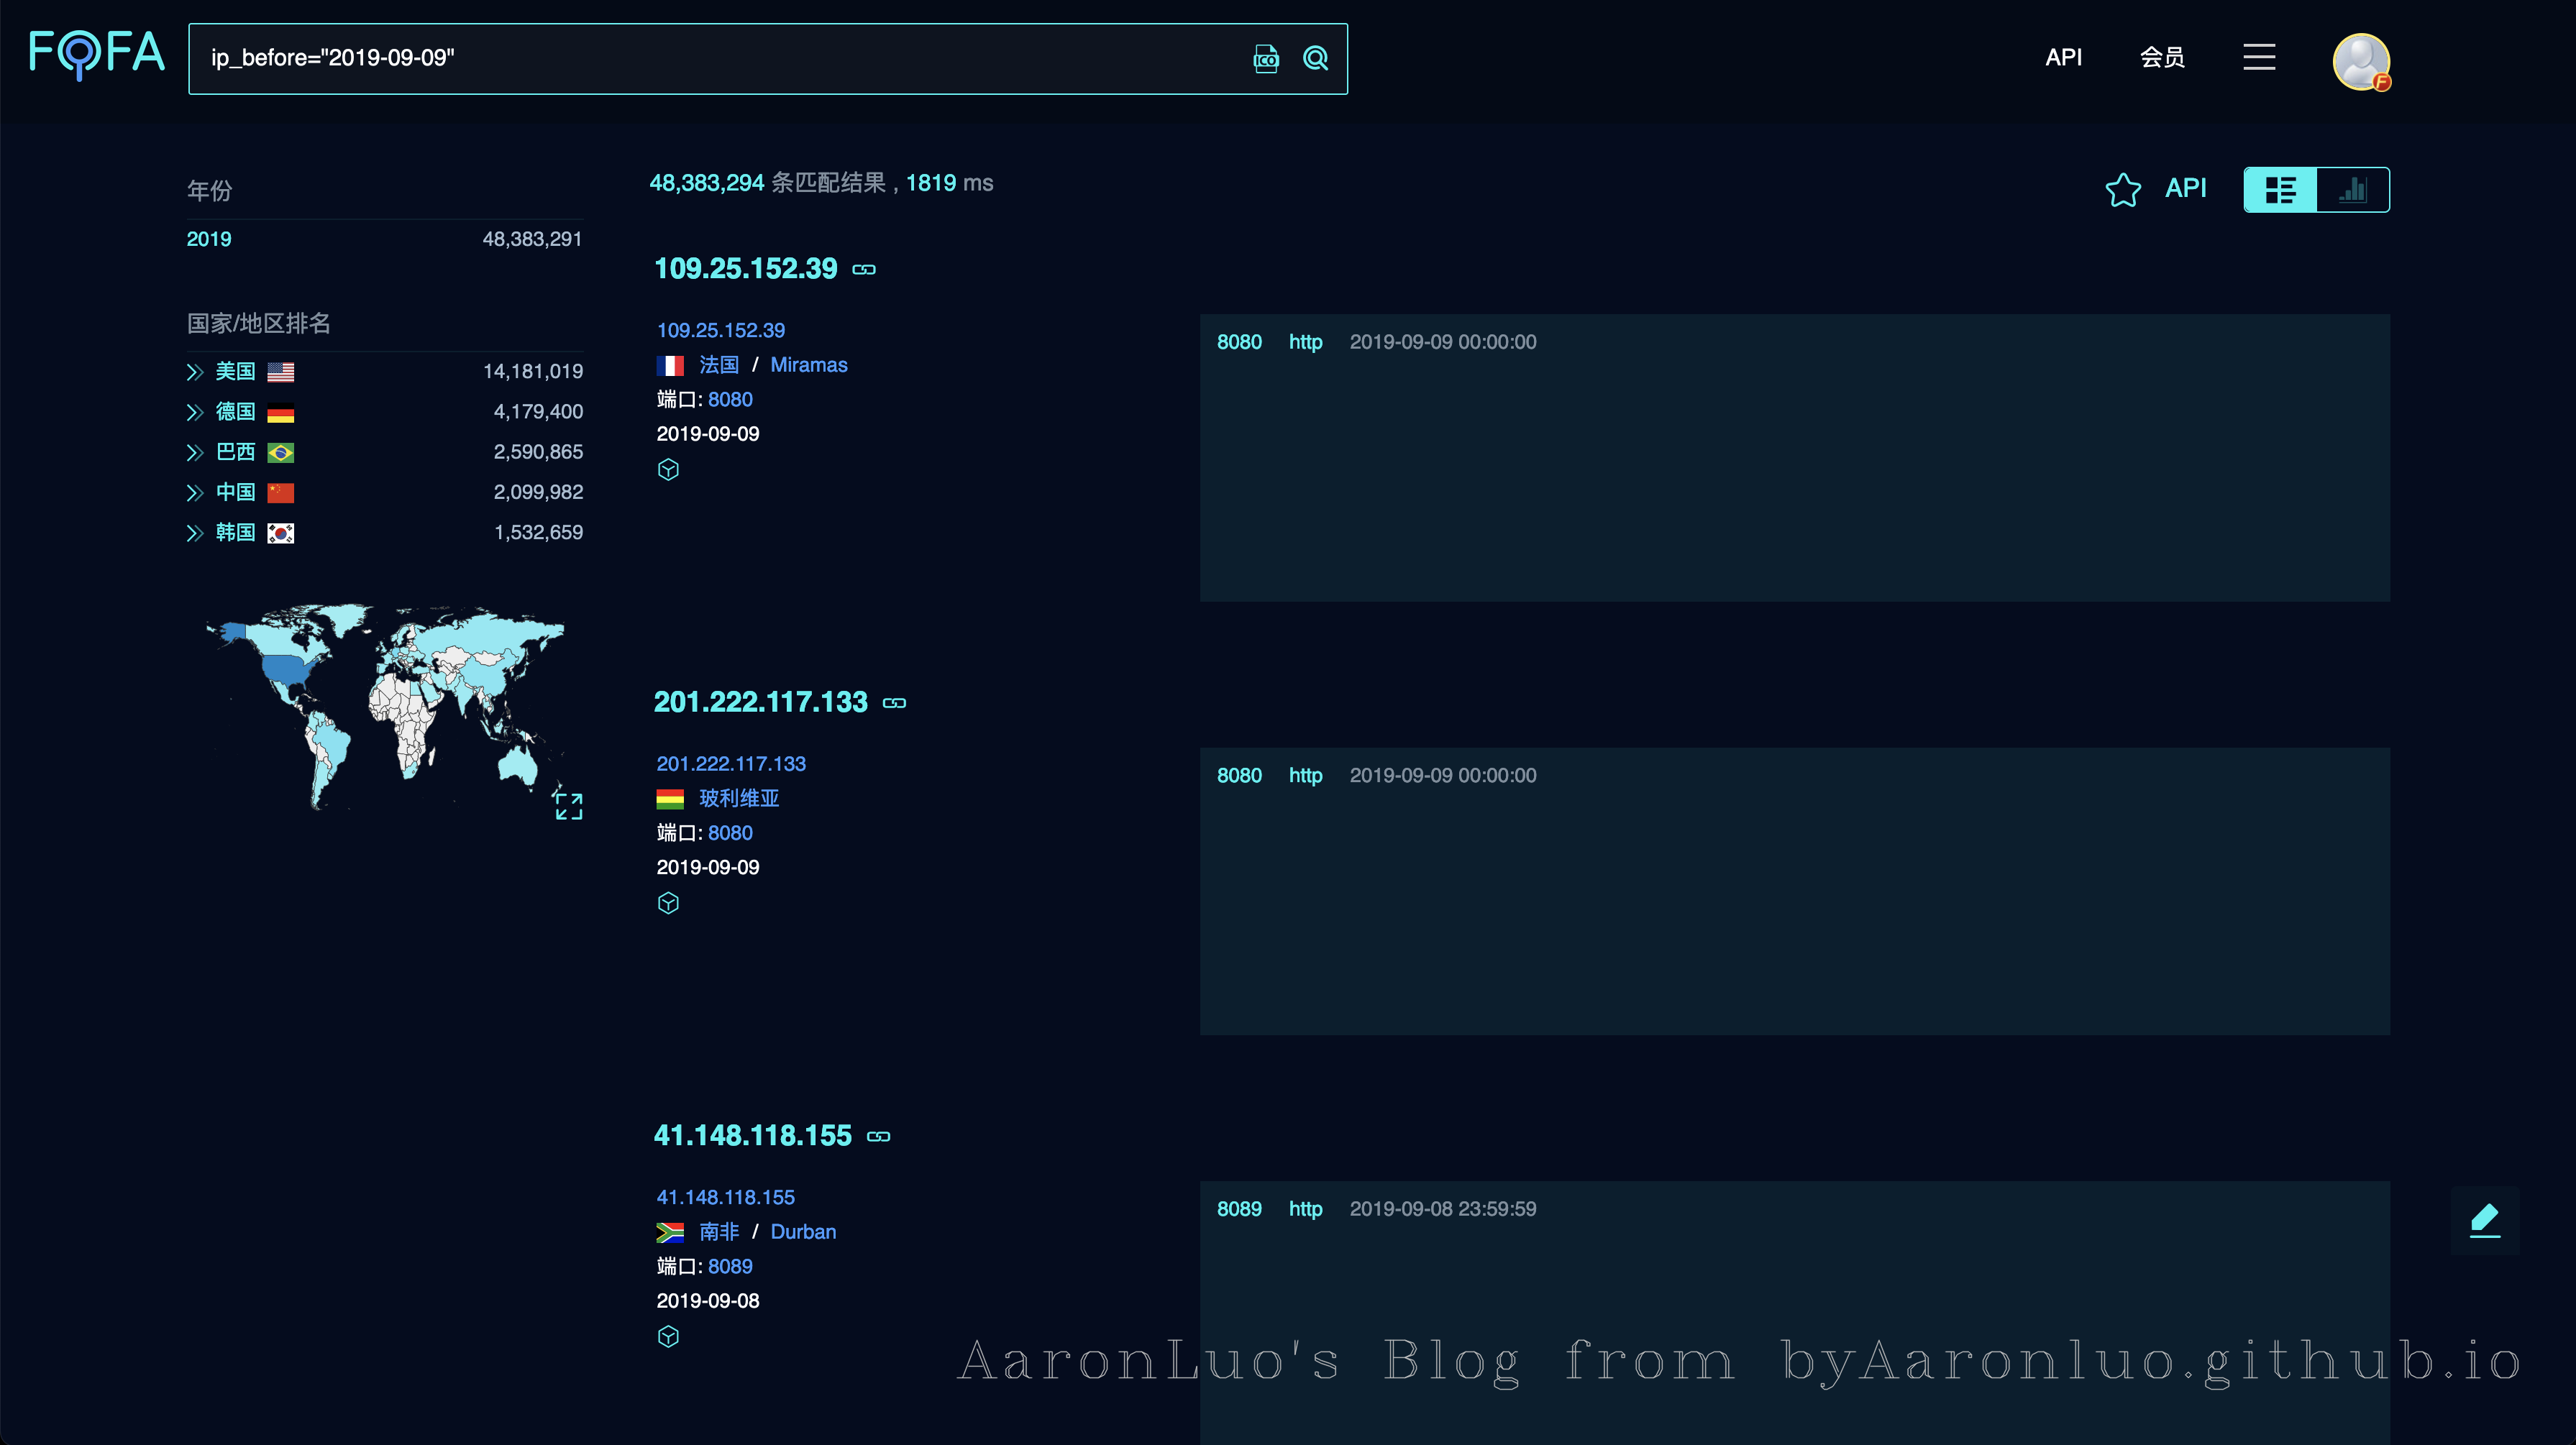 FOFA
ip_before="2019-09-09"
ICO
API 会员
F
年份
2019 48,383,291
国家/地区排名
美国 14,181,019
德国 4,179,400
巴西 2,590,865
中国 2,099,982
韩国 1,532,659
48,383,294 条匹配结果 , 1819 ms
API
109.25.152.39
109.25.152.39
法国 / Miramas
端口: 8080
2019-09-09
8080 http 2019-09-09 00:00:00
201.222.117.133
201.222.117.133
玻利维亚
端口: 8080
2019-09-09
8080 http 2019-09-09 00:00:00
41.148.118.155
41.148.118.155
南非 / Durban
端口: 8089
2019-09-08
8089 http 2019-09-08 23:59:59
AaronLuo's Blog from byAaronluo.github.io